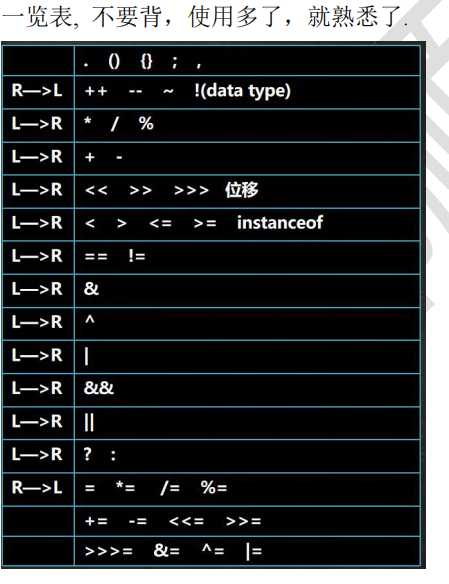 一览表, 不要背，使用多了，就熟悉了.
. () {} ; ,
R—>L ++ -- ~ !(data type)
L—>R * / %
L—>R + -
L—>R << >> >>> 位移
L—>R < > <= >= instanceof
L—>R == !=
L—>R &
L—>R ^
L—>R |
L—>R &&
L—>R ||
L—>R ? :
R—>L = *= /= %=
+= -= <<= >>=
>>>= &= ^= |=